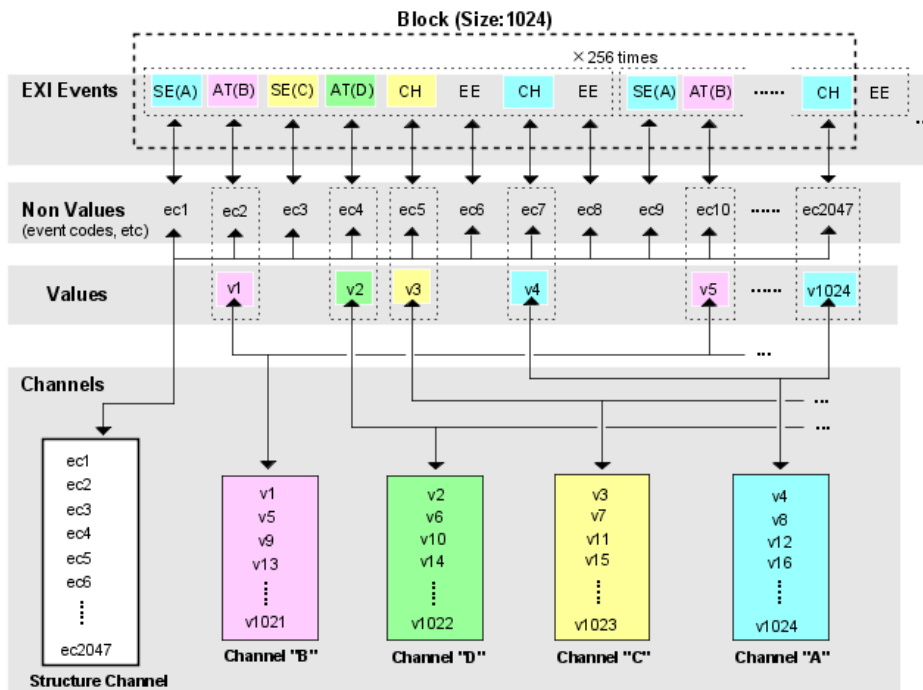 Block (Size:1024)
× 256 times
EXI Events
SE(A) AT(B) SE(C) AT(D) CH EE CH EE SE(A) AT(B) ...... CH EE
...
Non Values
(event codes, etc)
ec1 ec2 ec3 ec4 ec5 ec6 ec7 ec8 ec9 ec10 ...... ec2047
Values
v1 v2 v3 v4 v5 ...... v1024
...
Channels
...
...
ec1
ec2
ec3
ec4
ec5
ec6
ec2047
Structure Channel
v1
v5
v9
v13
v1021
Channel "B"
v2
v6
v10
v14
v1022
Channel "D"
v3
v7
v11
v15
v1023
Channel "C"
v4
v8
v12
v16
v1024
Channel "A"